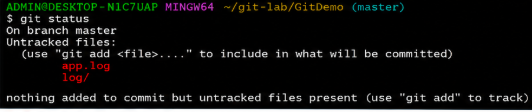 ADMIN@DESKTOP-N1C7UAP MINGW64 ~/git-lab/GitDemo (master)
$ git status
On branch master
Untracked files:
  (use "git add <file>...." to include in what will be committed)
        app.log
        log/

nothing added to commit but untracked files present (use "git add" to track)